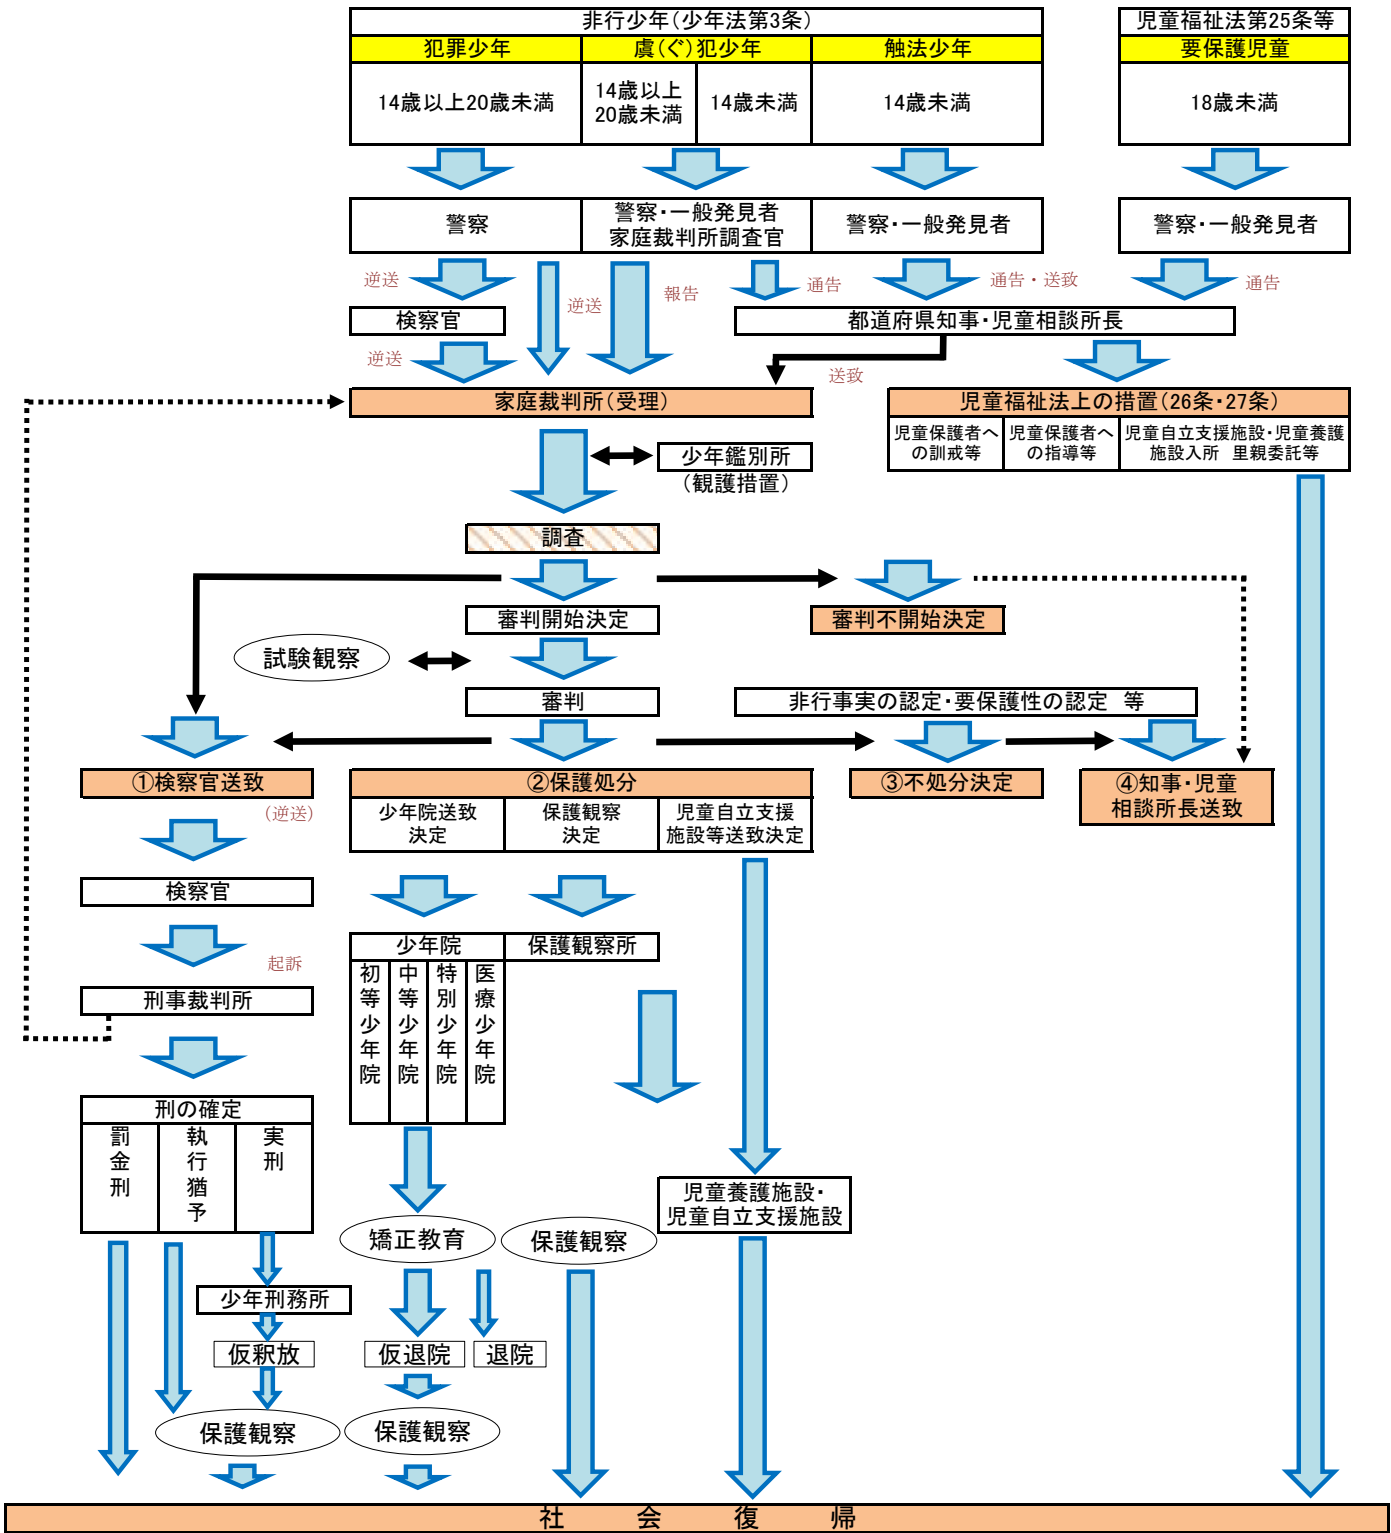 非行少年(少年法第3条)
児童福祉法第25条等
犯罪少年
虞(ぐ)犯少年
触法少年
要保護児童
14歳以上20歳未満
14歳以上
20歳未満
14歳未満
14歳未満
18歳未満
警察
警察・一般発見者
家庭裁判所調査官
警察・一般発見者
警察・一般発見者
逆送
逆送
報告
通告
通告・送致
通告
検察官
都道府県知事・児童相談所長
逆送
送致
家庭裁判所(受理)
児童福祉法上の措置(26条・27条)
児童保護者へ
の訓戒等
児童保護者へ
の指導等
児童自立支援施設・児童養護
施設入所 里親委託等
少年鑑別所
(観護措置)
調査
審判開始決定
審判不開始決定
試験観察
審判
非行事実の認定・要保護性の認定 等
①検察官送致
②保護処分
③不処分決定
④知事・児童
相談所長送致
(逆送)
少年院送致
決定
保護観察
決定
児童自立支援
施設等送致決定
検察官
少年院
保護観察所
初等少年院
中等少年院
特別少年院
医療少年院
起訴
刑事裁判所
刑の確定
罰金刑
執行猶予
実刑
児童養護施設・
児童自立支援施設
矯正教育
保護観察
少年刑務所
仮釈放
仮退院
退院
保護観察
保護観察
社会復帰